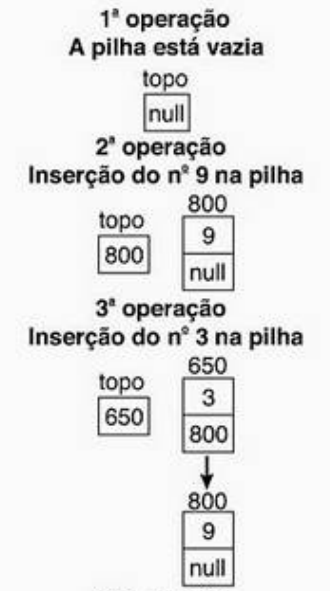 1ª operação
A pilha está vazia
topo
null
2ª operação
Inserção do nº 9 na pilha
topo
800
800
9
null
3ª operação
Inserção do nº 3 na pilha
topo
650
650
3
800
800
9
null